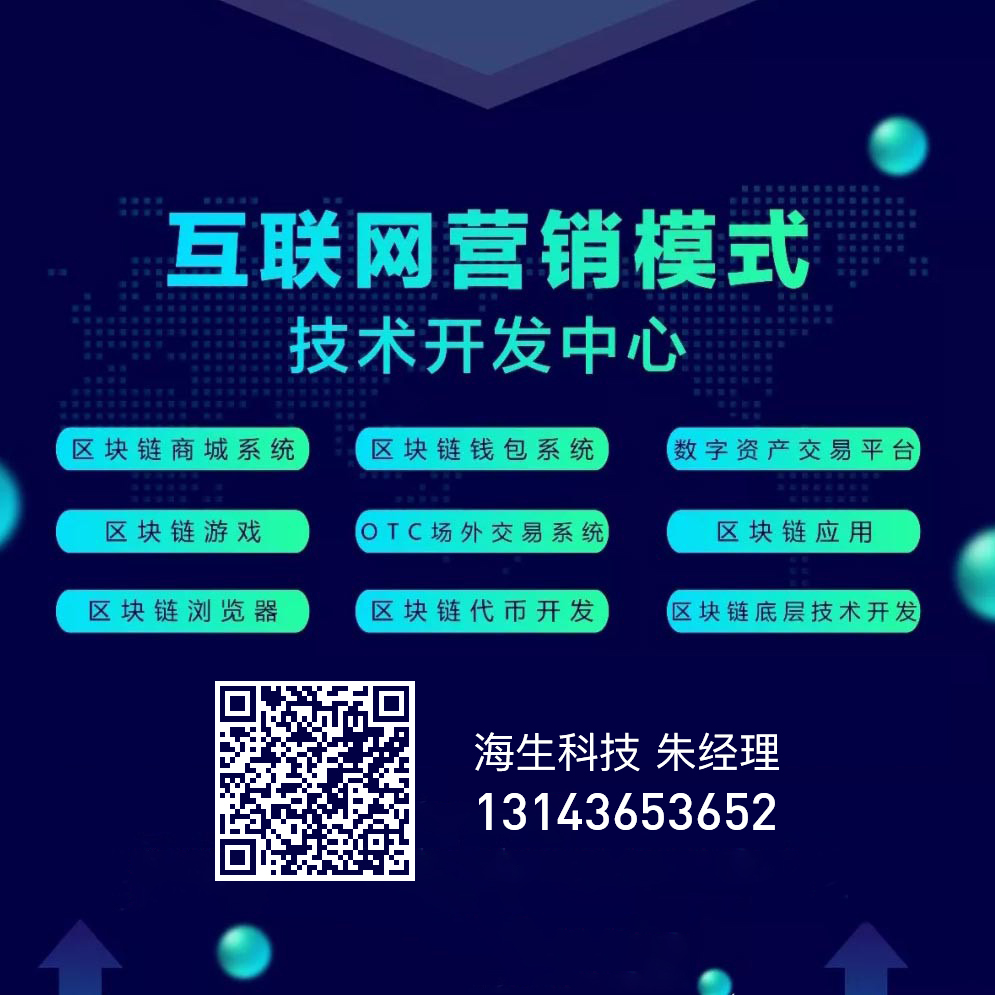 互联网营销模式
技术开发中心
区块链商城系统
区块链钱包系统
数字资产交易平台
区块链游戏
OTC场外交易系统
区块链应用
区块链浏览器
区块链代币开发
区块链底层技术开发
海生科技 朱经理
13143653652